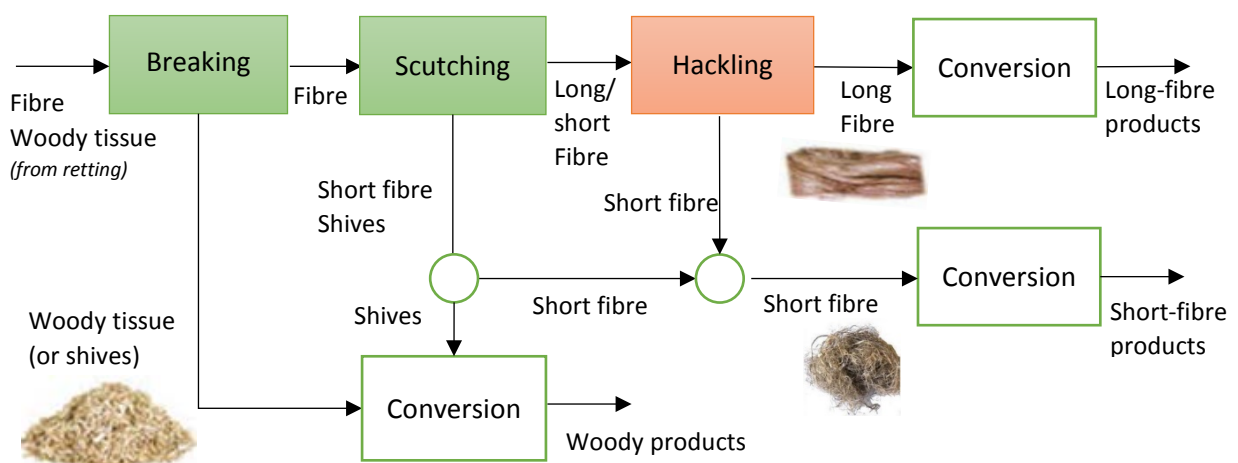 Breaking
Scutching
Hackling
Conversion
Fibre
Woody tissue
(from retting)
Fibre
Long/
short
Fibre
Long
Fibre
Long-fibre
products
Short fibre
Shives
Short fibre
Conversion
Shives
Short fibre
Short fibre
Short-fibre
products
Woody tissue
(or shives)
Conversion
Woody products